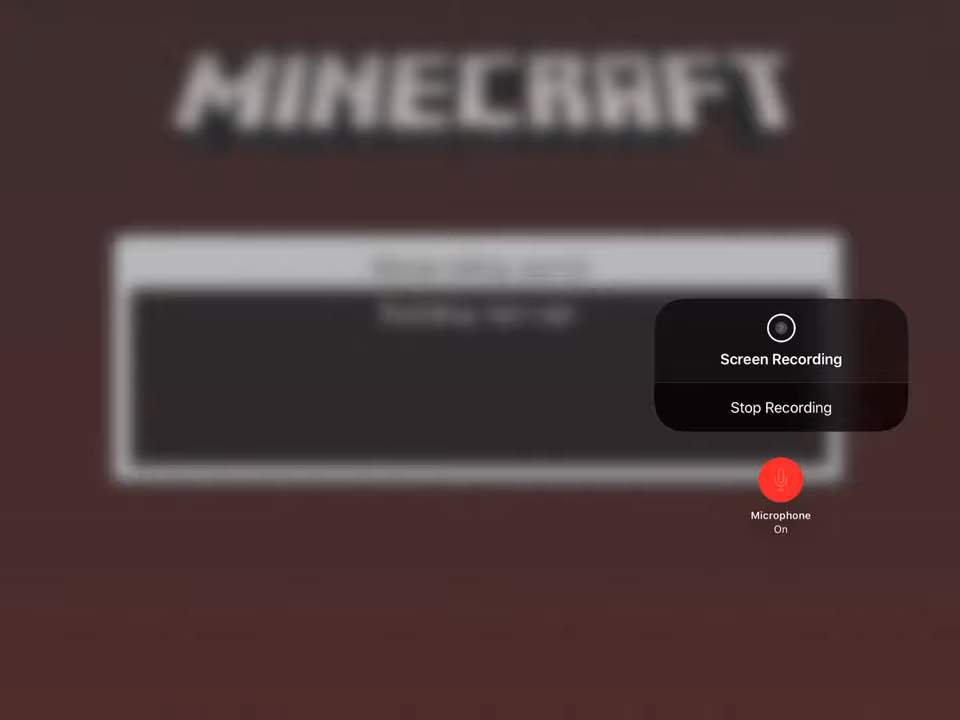 MINECRAFT
Screen Recording
Stop Recording
Microphone
On